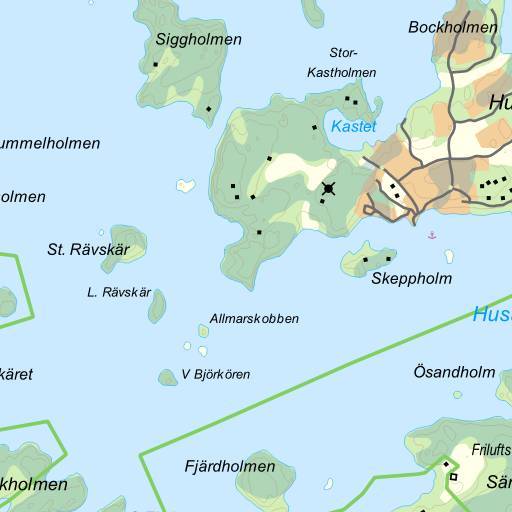 Bockholmen
Siggholmen
Stor-
Kastholmen
Hu
Kastet
ummelholmen
olmen
St. Rävskär
Skeppholm
L. Rävskär
Allmarskobben
Hus
käret
V Björkören
Ösandholm
Frilufts
Fjärdholmen
kholmen
Sär